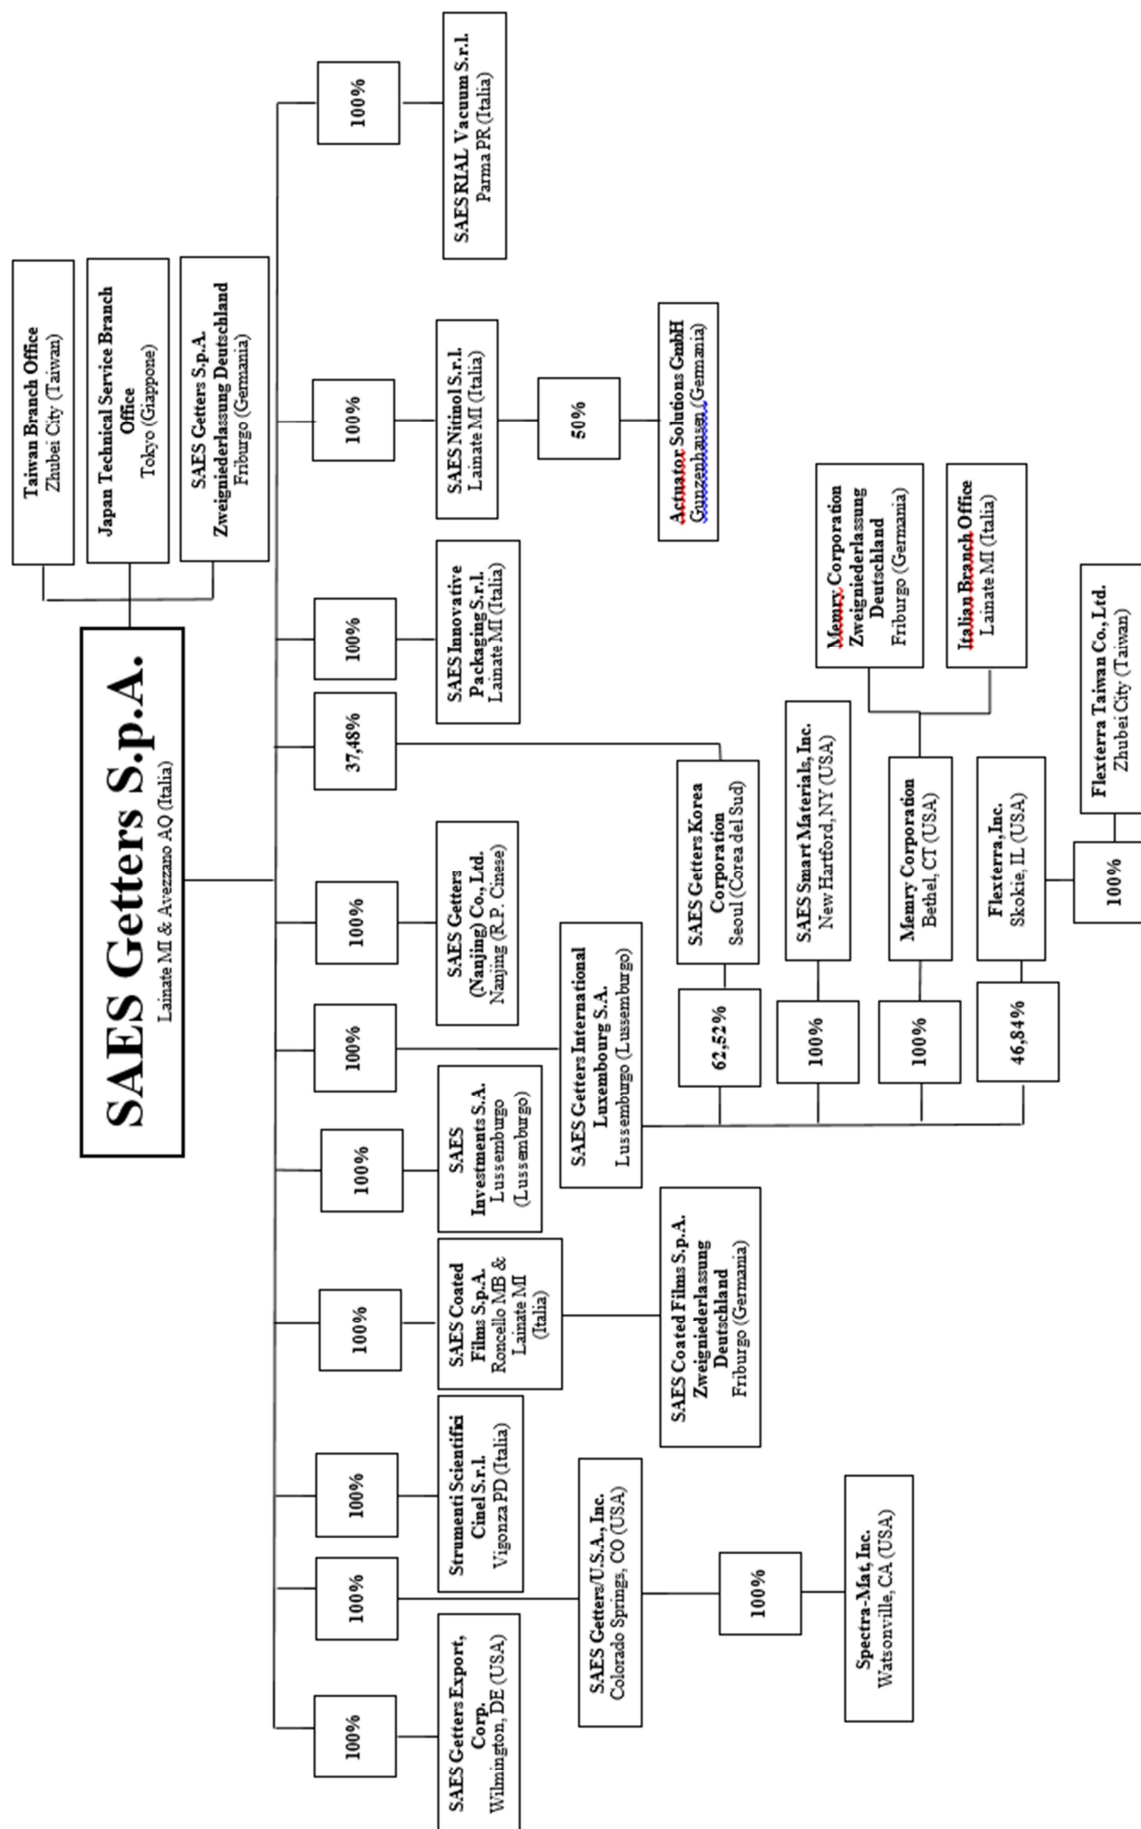 SAES Getters S.p.A.
Lainate MI & Avezzano AQ (Italia)
Taiwan Branch Office
Zhubei City (Taiwan)
Japan Technical Service Branch
Office
Tokyo (Giappone)
SAES Getters S.p.A.
Zweigniederlassung Deutschland
Friburgo (Germania)
100%
100%
100%
100%
100%
100%
100%
37,48%
100%
100%
100%
SAES Getters Export,
Corp.
Wilmington, DE (USA)
SAES Getters/U.S.A., Inc.
Colorado Springs, CO (USA)
100%
Spectra-Mat, Inc.
Watsonville, CA (USA)
Strumenti Scientifici
Cinel S.r.l.
Vigonza PD (Italia)
SAES Coated
Films S.p.A.
Roncello MB &
Lainate MI
(Italia)
SAES Coated Films S.p.A.
Zweigniederlassung
Deutschland
Friburgo (Germania)
SAES
Investments S.A.
Lussemburgo
(Lussemburgo)
SAES Getters International
Luxembourg S.A.
Lussemburgo (Lussemburgo)
62,52%
SAES Getters Korea
Corporation
Seoul (Corea del Sud)
100%
SAES Smart Materials, Inc.
New Hartford, NY (USA)
100%
Memry Corporation
Bethel, CT (USA)
Memry Corporation
Zweigniederlassung
Deutschland
Friburgo (Germania)
Italian Branch Office
Lainate MI (Italia)
46,84%
Flexterra, Inc.
Skokie, IL (USA)
100%
Flexterra Taiwan Co., Ltd.
Zhubei City (Taiwan)
SAES Getters
(Nanjing) Co., Ltd.
Nanjing (R.P. Cinese)
SAES Innovative
Packaging S.r.l.
Lainate MI (Italia)
SAES Nitinol S.r.l.
Lainate MI (Italia)
50%
Actuator Solutions GmbH
Gunzenhausen (Germania)
SAES RIAL Vacuum S.r.l.
Parma PR (Italia)